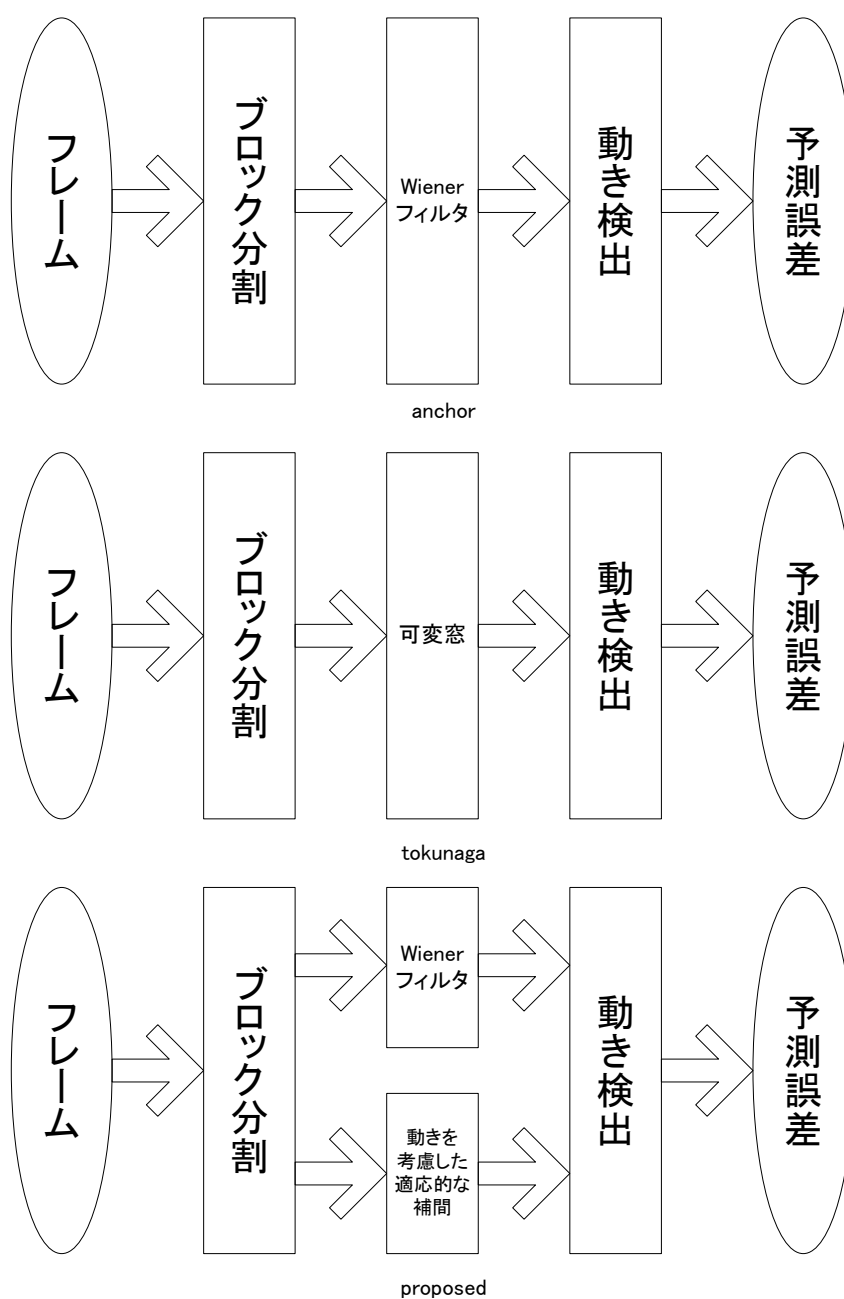 フレーム
ブロック分割
Wiener
フィルタ
動き検出
予測誤差
anchor
フレーム
ブロック分割
可変窓
動き検出
予測誤差
tokunaga
フレーム
ブロック分割
Wiener
フィルタ
動きを
考慮した
適応的な
補間
動き検出
予測誤差
proposed